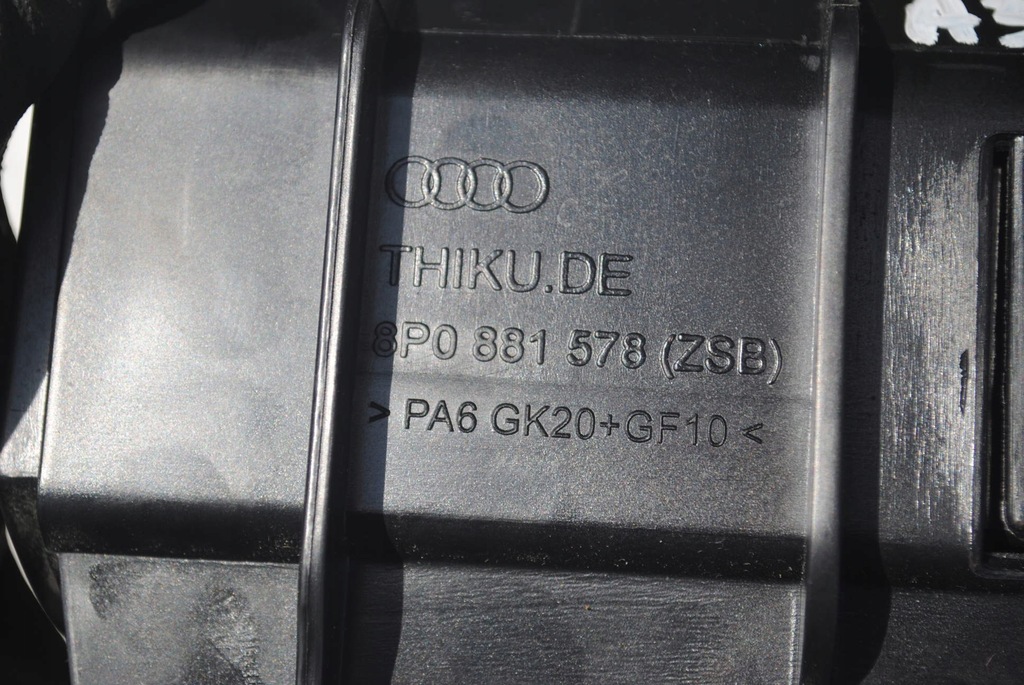 THIKU.DE
8P0 881 578 (ZSB)
> PA6 GK20+GF10 <